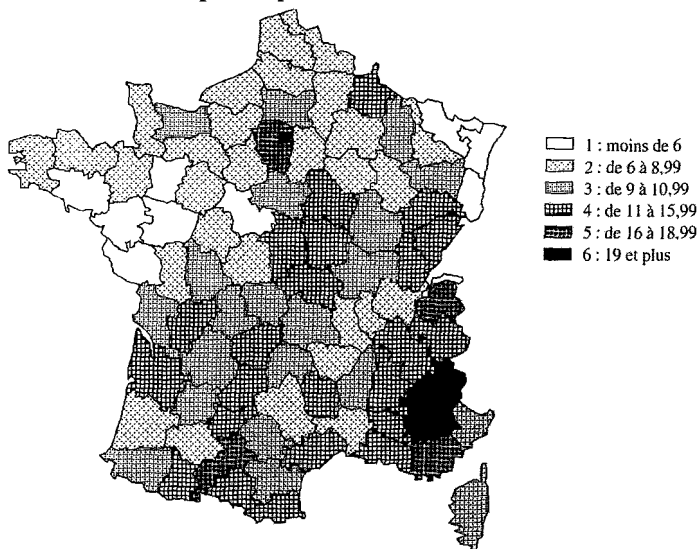 1 : moins de 6
2 : de 6 à 8,99
3 : de 9 à 10,99
4 : de 11 à 15,99
5 : de 16 à 18,99
6 : 19 et plus